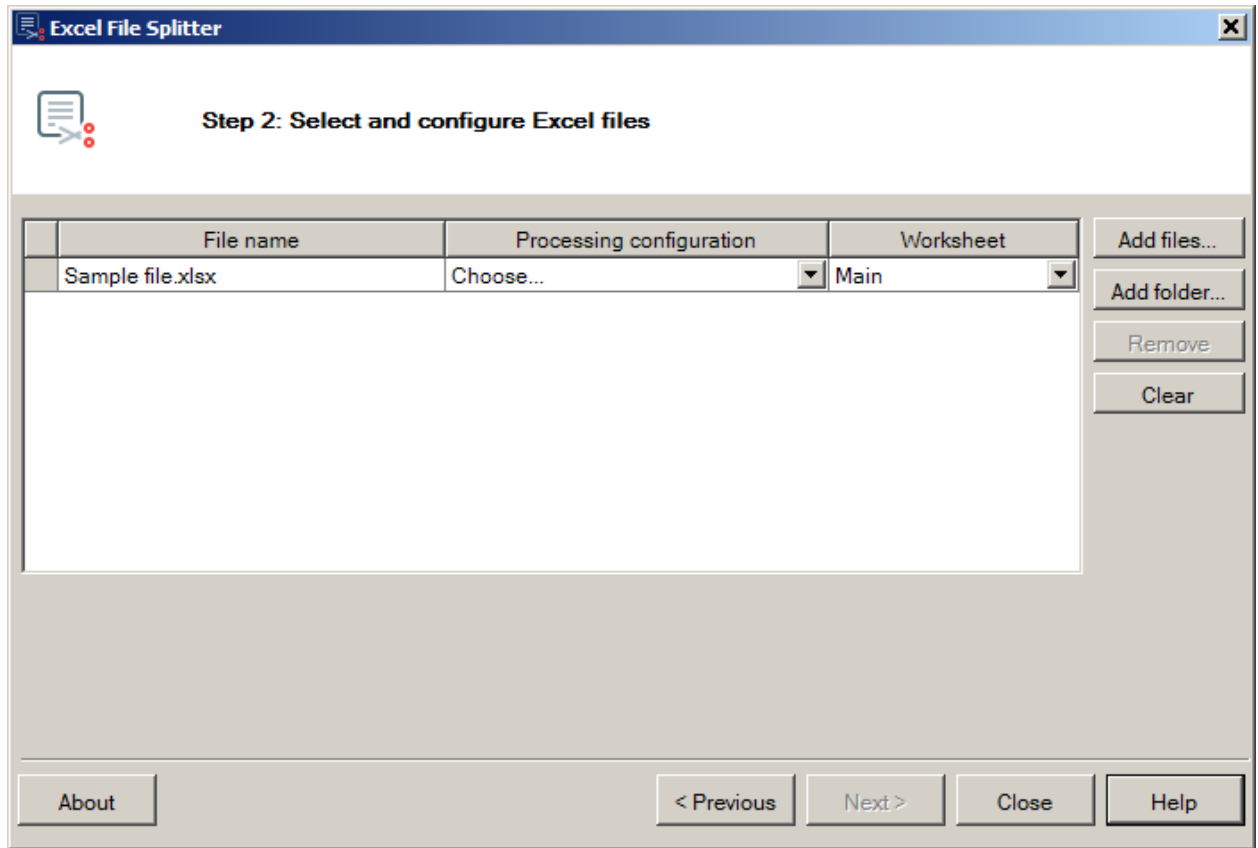 Excel File Splitter
Step 2: Select and configure Excel files
File name Processing configuration Worksheet
Sample file.xlsx Choose... Main
Add files...
Add folder...
Remove
Clear
About < Previous Next > Close Help